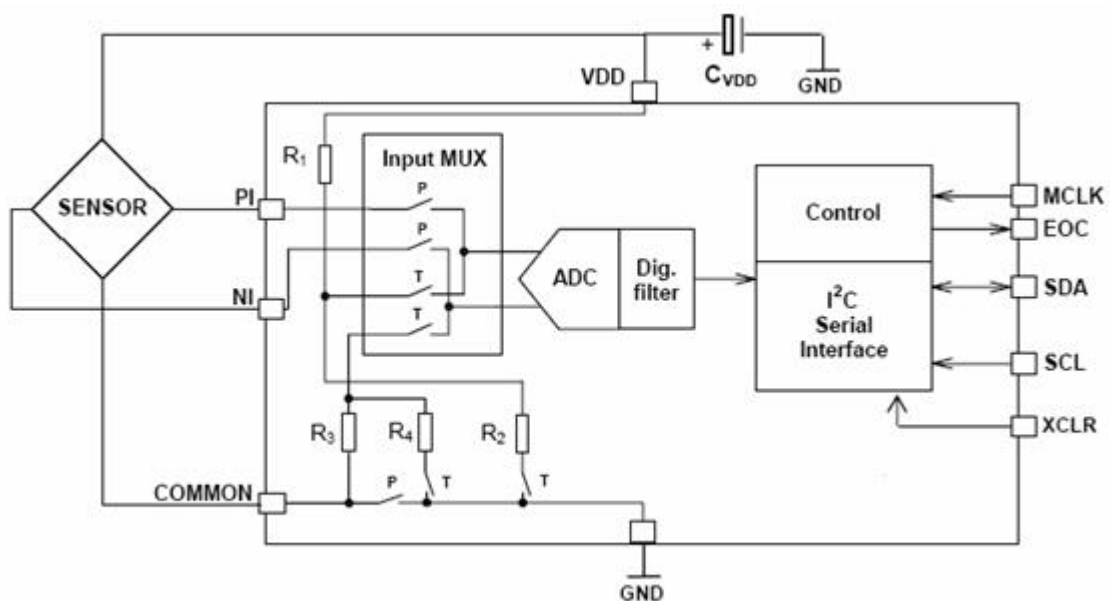 VDD
+
CVDD
GND
R1
Input MUX
SENSOR
PI
P
P
NI
T
T
ADC
Dig.
filter
Control
I²C
Serial
Interface
MCLK
EOC
SDA
SCL
XCLR
R3
R4
R2
COMMON
P
T
T
GND